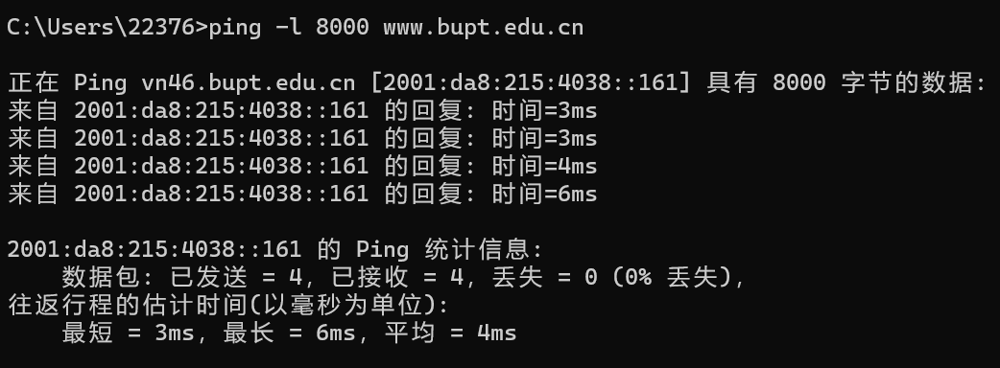 C:\Users\22376>ping -l 8000 www.bupt.edu.cn
正在 Ping vn46.bupt.edu.cn [2001:da8:215:4038::161] 具有 8000 字节的数据:
来自 2001:da8:215:4038::161 的回复: 时间=3ms
来自 2001:da8:215:4038::161 的回复: 时间=3ms
来自 2001:da8:215:4038::161 的回复: 时间=4ms
来自 2001:da8:215:4038::161 的回复: 时间=6ms
2001:da8:215:4038::161 的 Ping 统计信息:
    数据包: 已发送 = 4，已接收 = 4，丢失 = 0 (0% 丢失)，
往返行程的估计时间(以毫秒为单位):
    最短 = 3ms，最长 = 6ms，平均 = 4ms